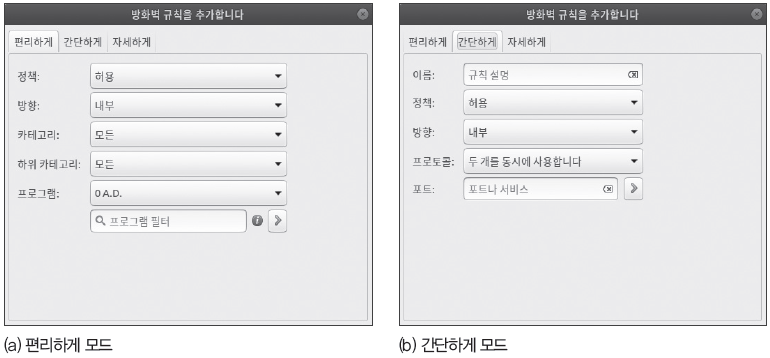 방화벽 규칙을 추가합니다
편리하게 간단하게 자세하게
정책: 허용
방향: 내부
카테고리: 모든
하위 카테고리: 모든
프로그램: 0 A.D.
프로그램 필터
(a) 편리하게 모드
방화벽 규칙을 추가합니다
편리하게 간단하게 자세하게
이름: 규칙 설명
정책: 허용
방향: 내부
프로토콜: 두 개를 동시에 사용합니다
포트: 포트나 서비스
(b) 간단하게 모드